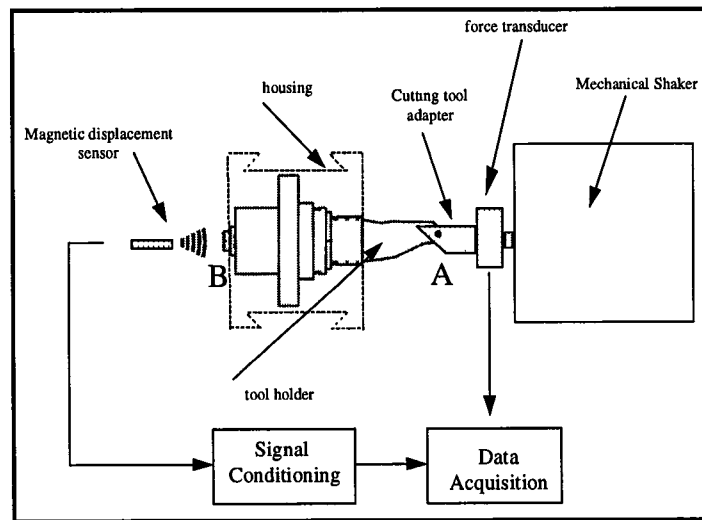 force transducer
housing
Cutting tool
adapter
Mechanical Shaker
Magnetic displacement
sensor
B
A
tool holder
Signal
Conditioning
Data
Acquisition